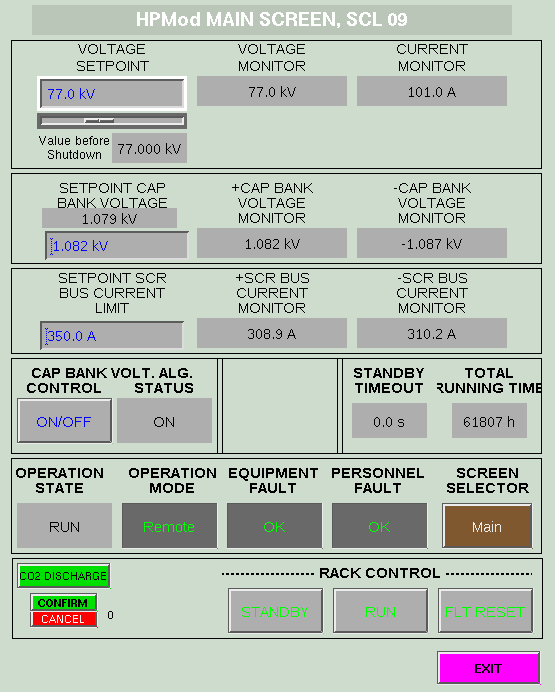 HPMod MAIN SCREEN, SCL 09
VOLTAGE SETPOINT
VOLTAGE MONITOR
CURRENT MONITOR
77.0 kV
77.0 kV
101.0 A
Value before Shutdown
77.000 kV
SETPOINT CAP BANK VOLTAGE
+CAP BANK VOLTAGE MONITOR
-CAP BANK VOLTAGE MONITOR
1.079 kV
1.082 kV
1.082 kV
-1.087 kV
SETPOINT SCR BUS CURRENT LIMIT
+SCR BUS CURRENT MONITOR
-SCR BUS CURRENT MONITOR
350.0 A
308.9 A
310.2 A
CAP BANK VOLT. ALG.
CONTROL STATUS
ON/OFF
ON
STANDBY TIMEOUT
TOTAL RUNNING TIME
0.0 s
61807 h
OPERATION STATE
OPERATION MODE
EQUIPMENT FAULT
PERSONNEL FAULT
SCREEN SELECTOR
RUN
Remote
OK
OK
Main
CO2 DISCHARGE
CONFIRM
CANCEL
0
RACK CONTROL
STANDBY
RUN
FLT RESET
EXIT